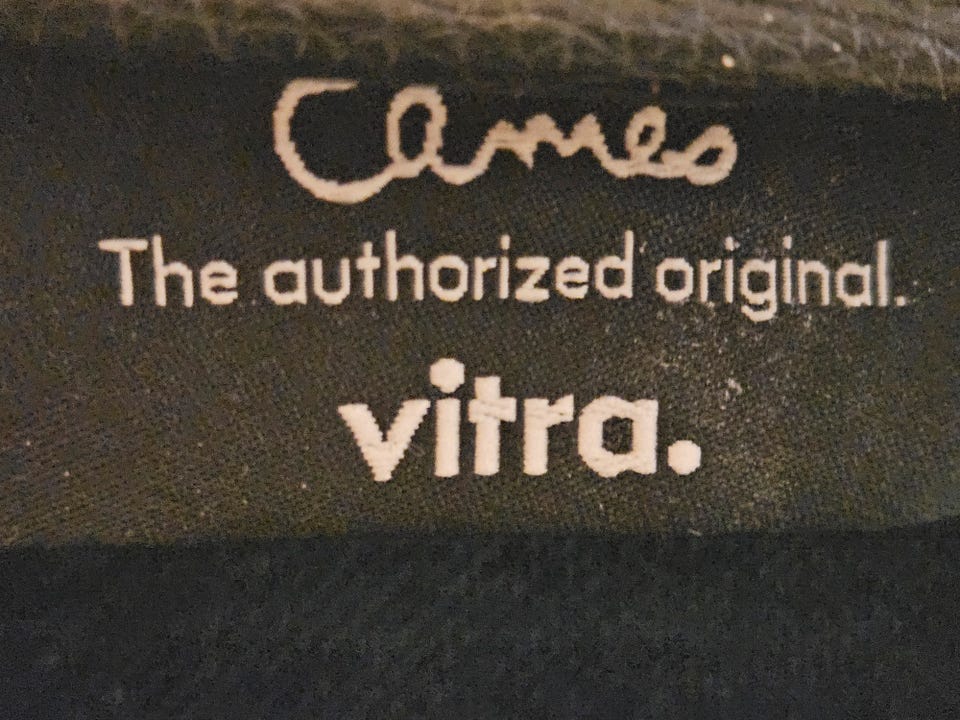 Eames
The authorized original.
vitra.